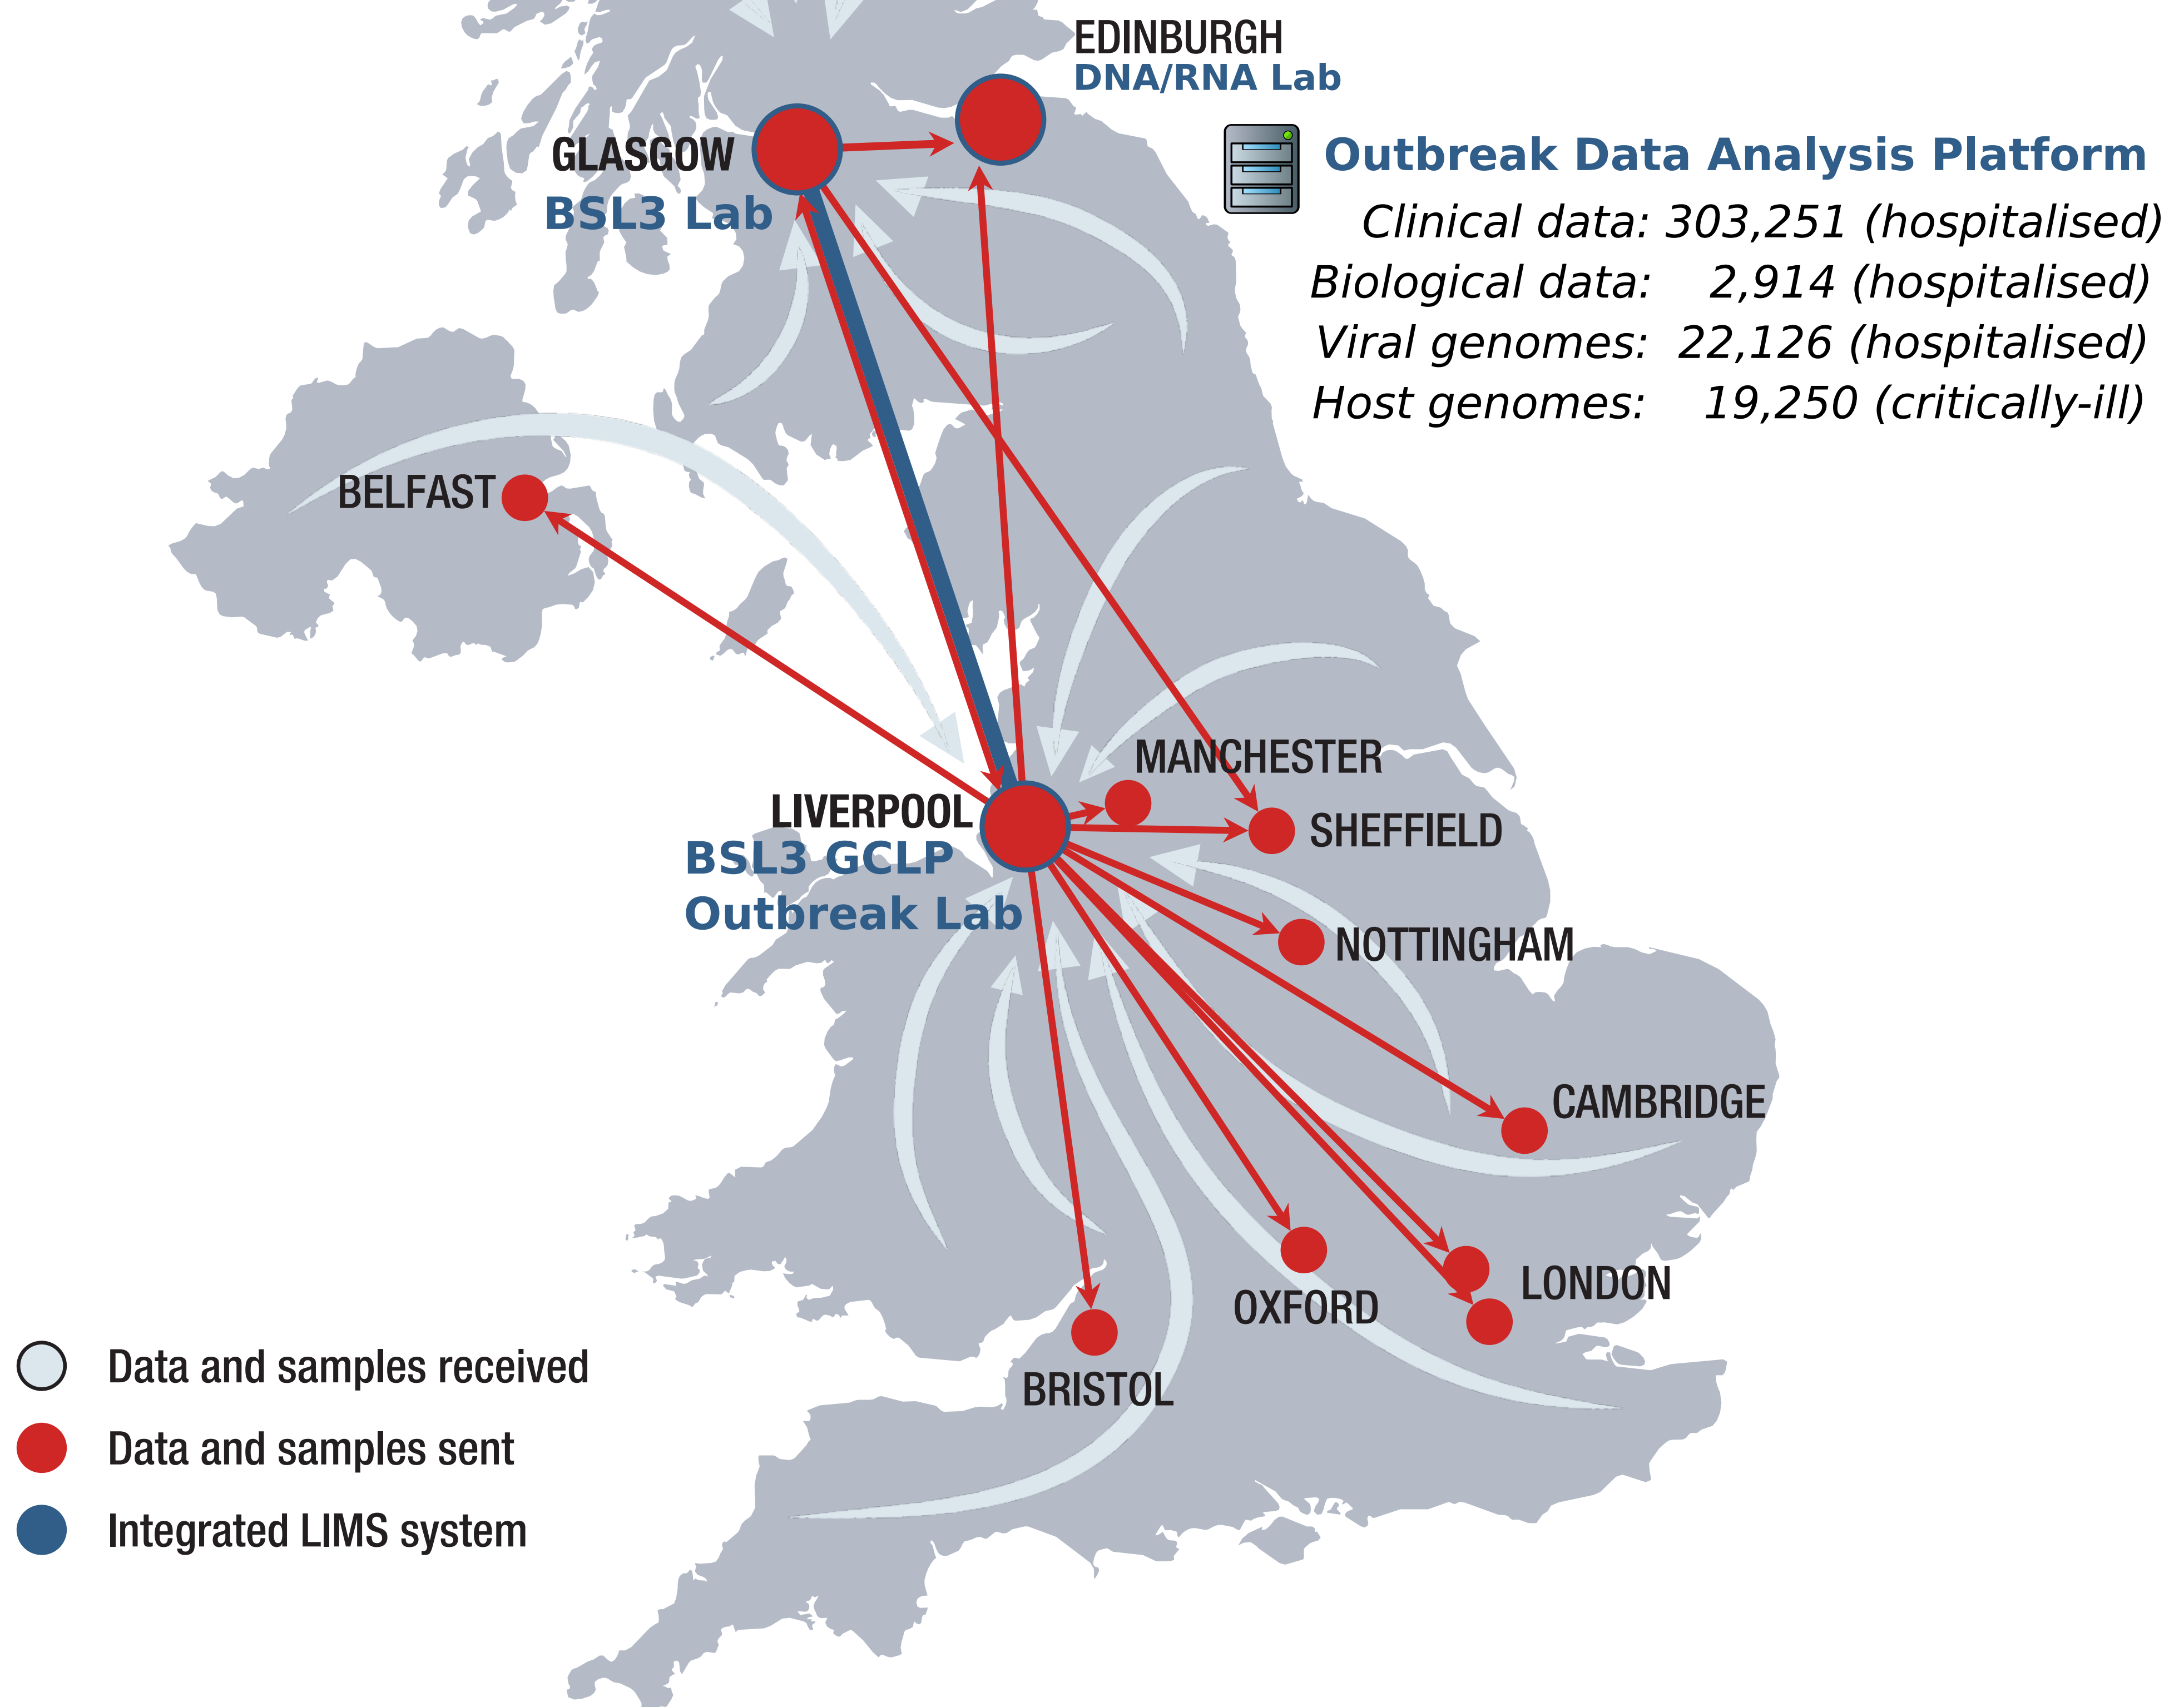 EDINBURGH
DNA/RNA Lab
GLASGOW
BSL3 Lab
Outbreak Data Analysis Platform
Clinical data: 303,251 (hospitalised)
Biological data: 2,914 (hospitalised)
Viral genomes: 22,126 (hospitalised)
Host genomes: 19,250 (critically-ill)
BELFAST
MANCHESTER
LIVERPOOL
BSL3 GCLP
Outbreak Lab
SHEFFIELD
NOTTINGHAM
CAMBRIDGE
LONDON
OXFORD
BRISTOL
Data and samples received
Data and samples sent
Integrated LIMS system